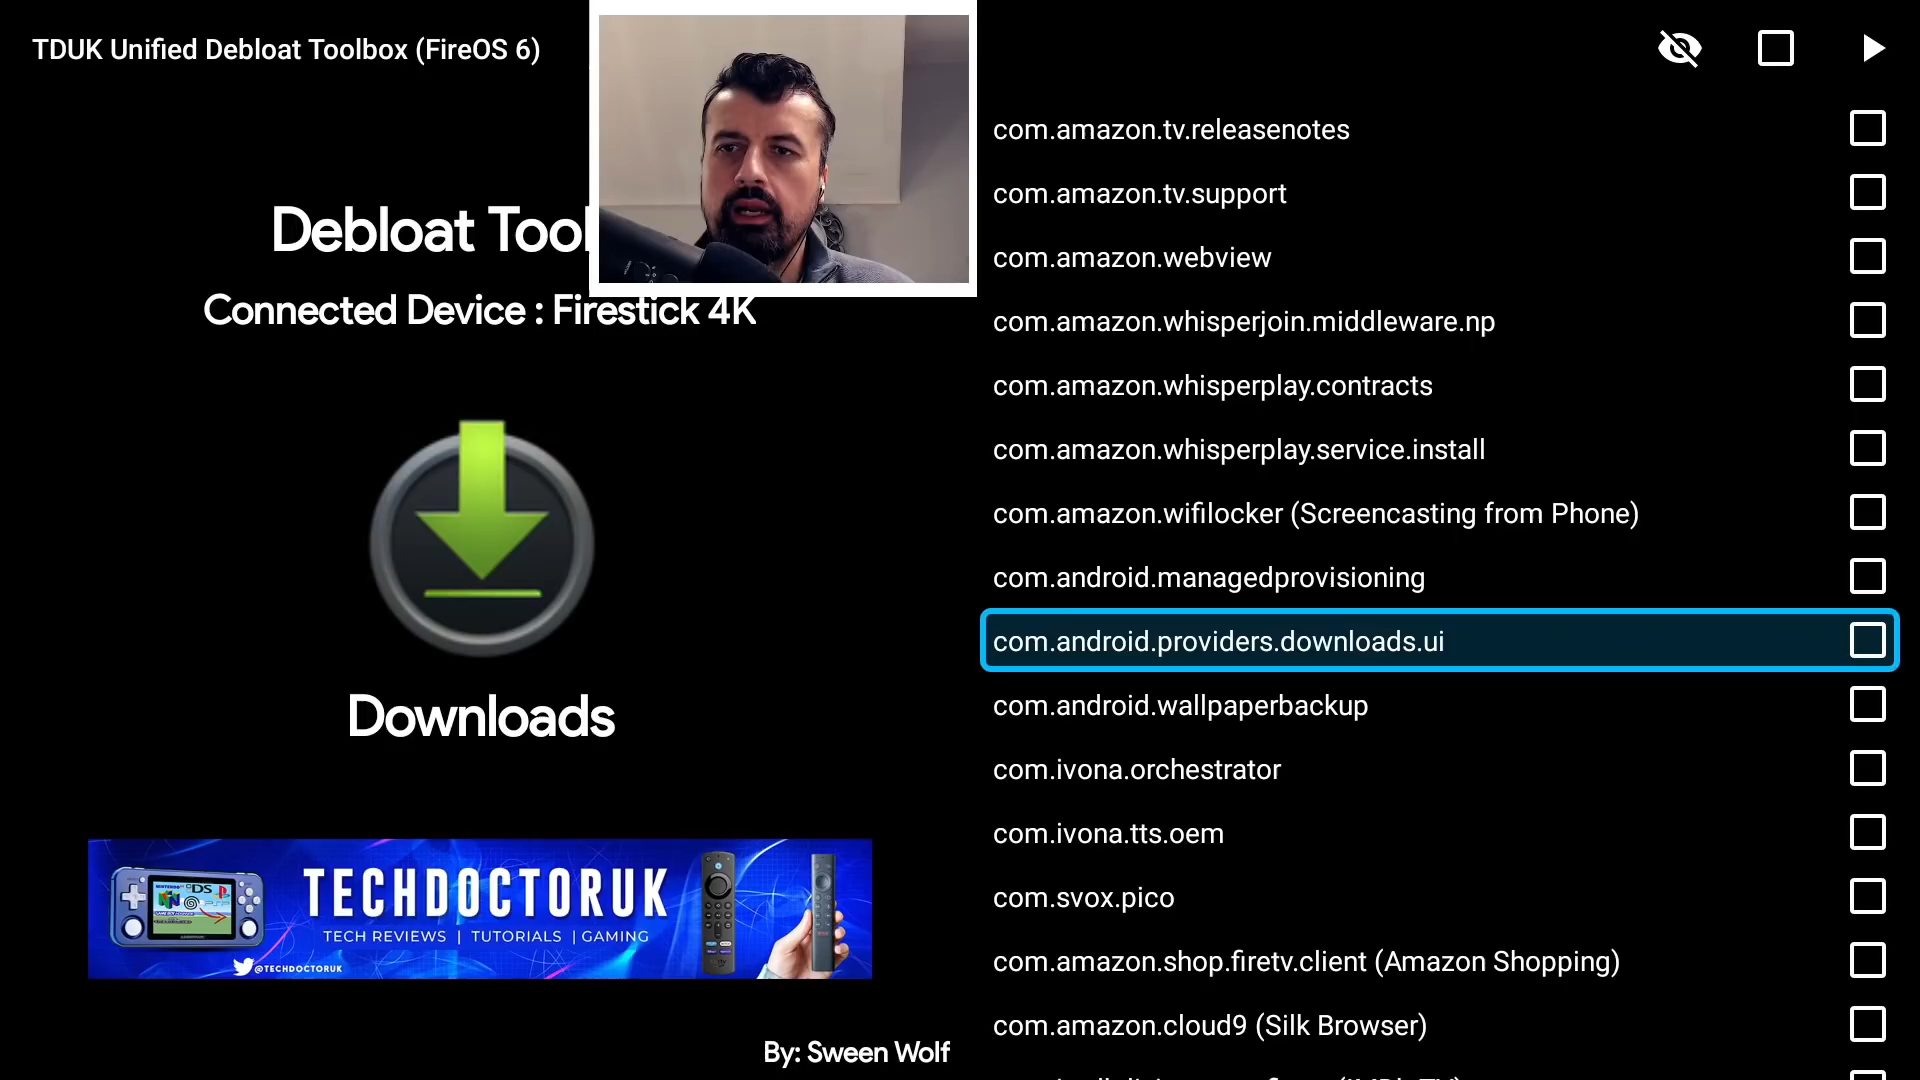 TDUK Unified Debloat Toolbox (FireOS 6)
Debloat Tool
Connected Device : Firestick 4K
Downloads
TECHDOCTORUK
TECH REVIEWS | TUTORIALS | GAMING
@TECHDOCTORUK
By: Sween Wolf
com.amazon.tv.releasenotes
com.amazon.tv.support
com.amazon.webview
com.amazon.whisperjoin.middleware.np
com.amazon.whisperplay.contracts
com.amazon.whisperplay.service.install
com.amazon.wifilocker (Screencasting from Phone)
com.android.managedprovisioning
com.android.providers.downloads.ui
com.android.wallpaperbackup
com.ivona.orchestrator
com.ivona.tts.oem
com.svox.pico
com.amazon.shop.firetv.client (Amazon Shopping)
com.amazon.cloud9 (Silk Browser)